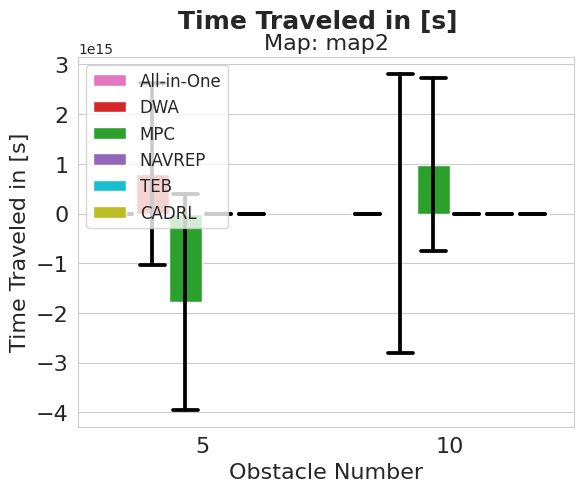 Time Traveled in [s]
Map: map2
1e15
3
2
1
0
−1
−2
−3
−4
Time Traveled in [s]
All-in-One
DWA
MPC
NAVREP
TEB
CADRL
5
10
Obstacle Number